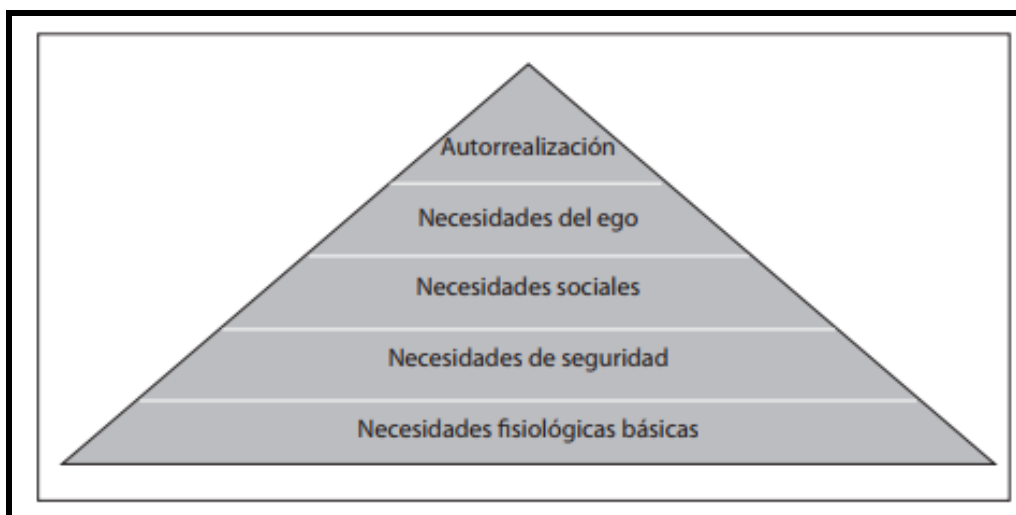 Autorrealización
Necesidades del ego
Necesidades sociales
Necesidades de seguridad
Necesidades fisiológicas básicas